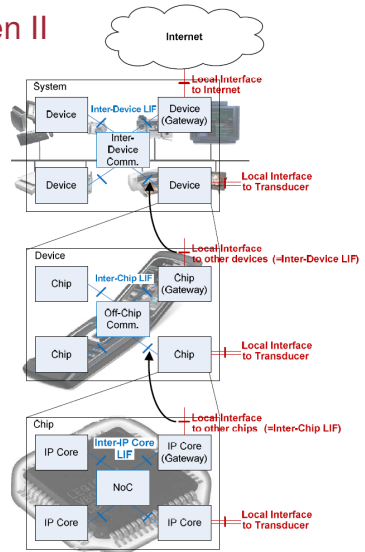 en II
Internet
Local Interface
to Internet
System
Device
Inter-Device LIF
Device
(Gateway)
Inter-
Device
Comm.
Device
Device
Local Interface
to Transducer
Local Interface
to other devices (=Inter-Device LIF)
Device
Chip
Inter-Chip LIF
Chip
(Gateway)
Off-Chip
Comm.
Chip
Chip
Local Interface
to Transducer
Local Interface
to other chips (=Inter-Chip LIF)
Chip
IP Core
Inter-IP Core
LIF
IP Core
(Gateway)
NoC
IP Core
IP Core
Local Interface
to Transducer